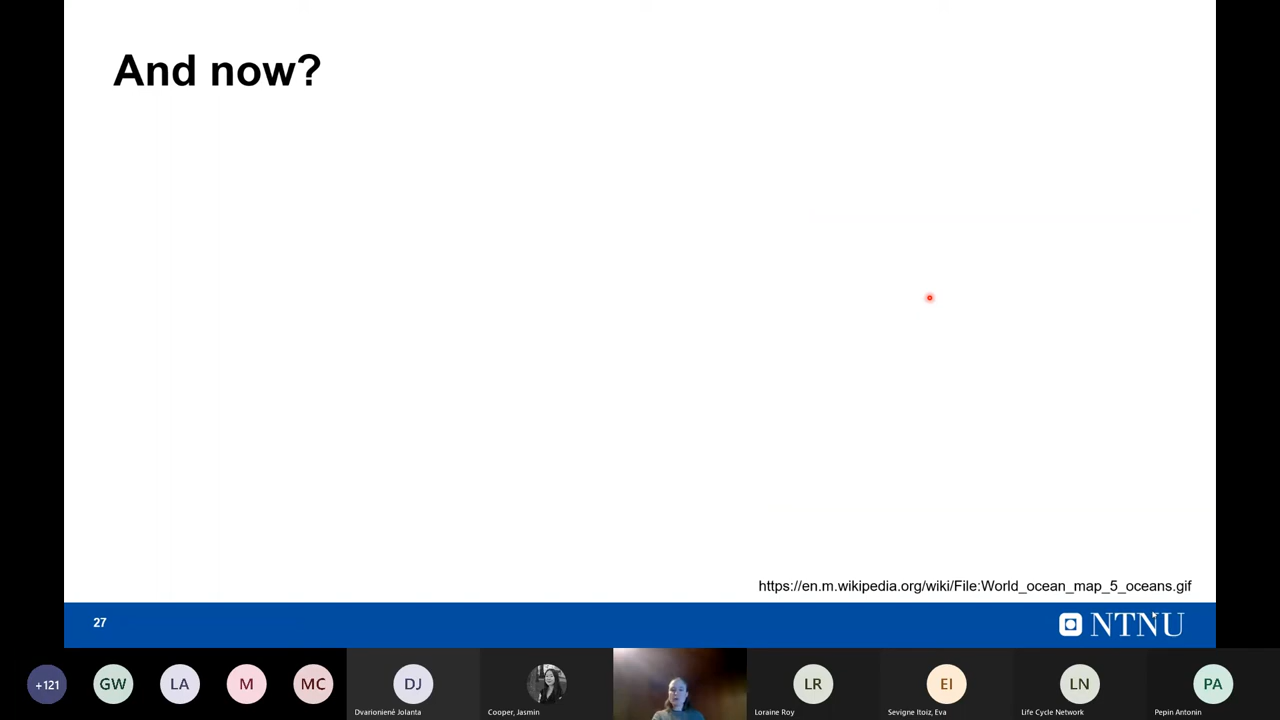 And now?
https://en.m.wikipedia.org/wiki/File:World_ocean_map_5_oceans.gif
27
NTNU
+121
GW
LA
M
MC
DJ
Dvarionienė Jolanta
Cooper, Jasmin
LR
Loraine Roy
EI
Sevigne Itoiz, Eva
LN
Life Cycle Network
PA
Pepin Antonin